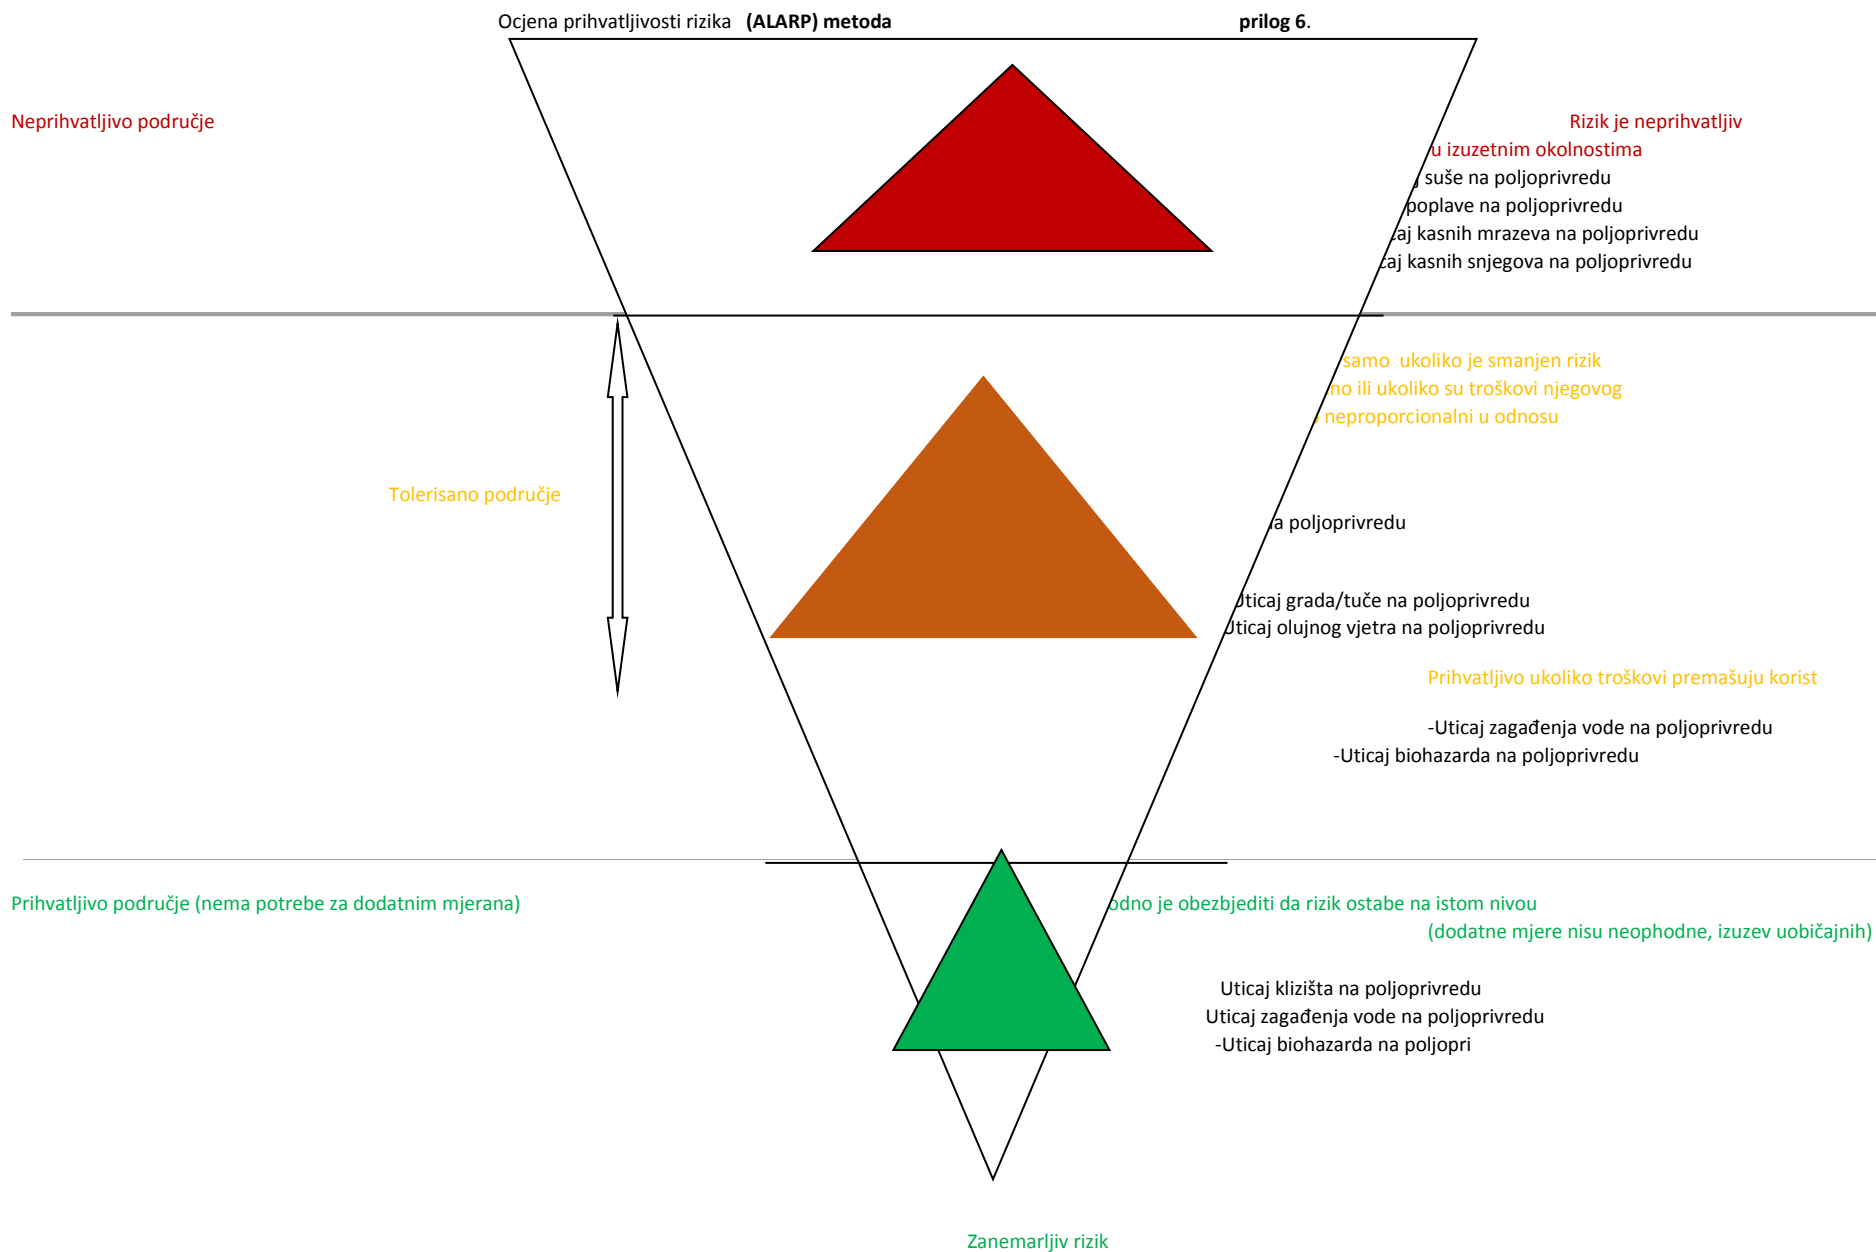 Ocjena prihvatljivosti rizika (ALARP) metoda prilog 6.
Neprihvatljivo područje Rizik je neprihvatljiv
u izuzetnim okolnostima
suše na poljoprivredu
poplave na poljoprivredu
kasnih mrazeva na poljoprivredu
kasnih snjegova na poljoprivredu
samo ukoliko je smanjen rizik
ili ukoliko su troškovi njegovog
neproporcionalni u odnosu
Tolerisano područje
na poljoprivredu
Uticaj grada/tuče na poljoprivredu
Uticaj olujnog vjetra na poljoprivredu
Prihvatljivo ukoliko troškovi premašuju korist
-Uticaj zagađenja vode na poljoprivredu
-Uticaj biohazarda na poljoprivredu
Prihvatljivo područje (nema potrebe za dodatnim mjerana) je obezbjediti da rizik ostabe na istom nivou
(dodatne mjere nisu neophodne, izuzev uobičajnih)
Uticaj klizišta na poljoprivredu
Uticaj zagađenja vode na poljoprivredu
-Uticaj biohazarda na poljopri
Zanemarljiv rizik